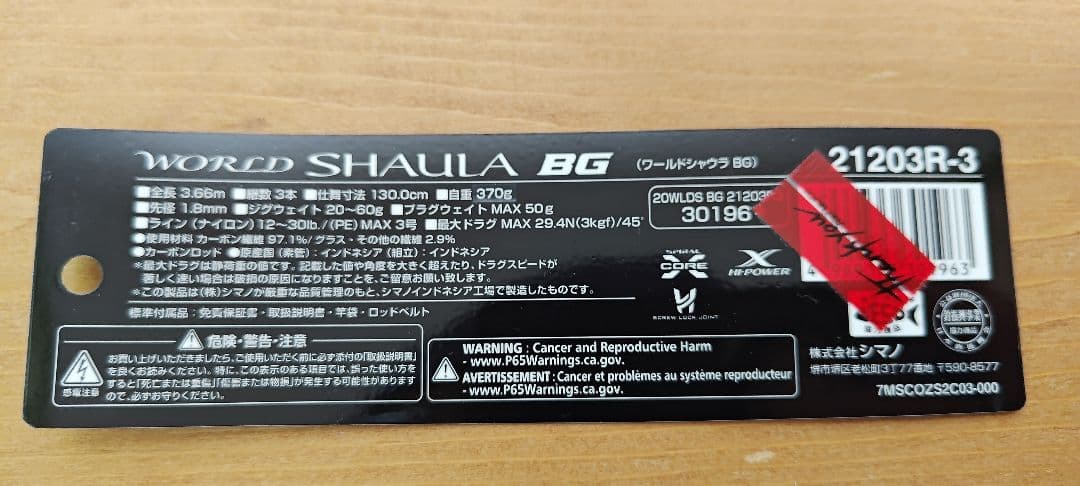 WORLD SHAULA BG (ワールドシャウラ BG) 21203R-3
■全長 3.66m ■継数 3本 ■仕舞寸法 130.0cm ■自重 370g
■先径 1.8mm ■ジグウェイト 20~60g ■プラグウェイト MAX 50g
■ライン (ナイロン) 12~30lb./(PE) MAX 3号 ■最大ドラグ MAX 29.4N(3kgf)/45°
●使用材料 カーボン繊維 97.1%/グラス・その他の繊維 2.9%
●カーボンロッド ●原産国 (素管):インドネシア (組立):インドネシア
*最大ドラグは静荷重の値です。記載した値や角度を大きく超えたり、ドラグスピードが
著しく速い場合は破損の原因になりますことを、ご留意お願い致します。
*この製品は(株)シマノが厳重な品質管理のもと、シマノインドネシア工場で製造したものです。
標準付属品:免責保証書・取扱説明書・竿袋・ロッドベルト
20WLDS BG 21203
30196
Thank you
963
SPIRAL
X
CORE
X
HI-POWER
SCREW LOCK JOINT
危険・警告・注意
お買い上げいただきましたら、ご使用いただく前に必ず添付の「取扱説明書」
を良くお読みください。特に、この表示のある項目では、誤った使い方を
すると「死亡または重傷」「傷害または物損」が発生する可能性があります
ので、必ずお守りください。
感電注意
WARNING : Cancer and Reproductive Harm
- www.P65Warnings.ca.gov.
AVERTISSEMENT : Cancer et problèmes au système reproducteur
- www.P65Warnings.ca.gov.
株式会社 シマノ
堺市堺区老松町3丁77番地 〒590-8577
7MSCOZS2C03-000